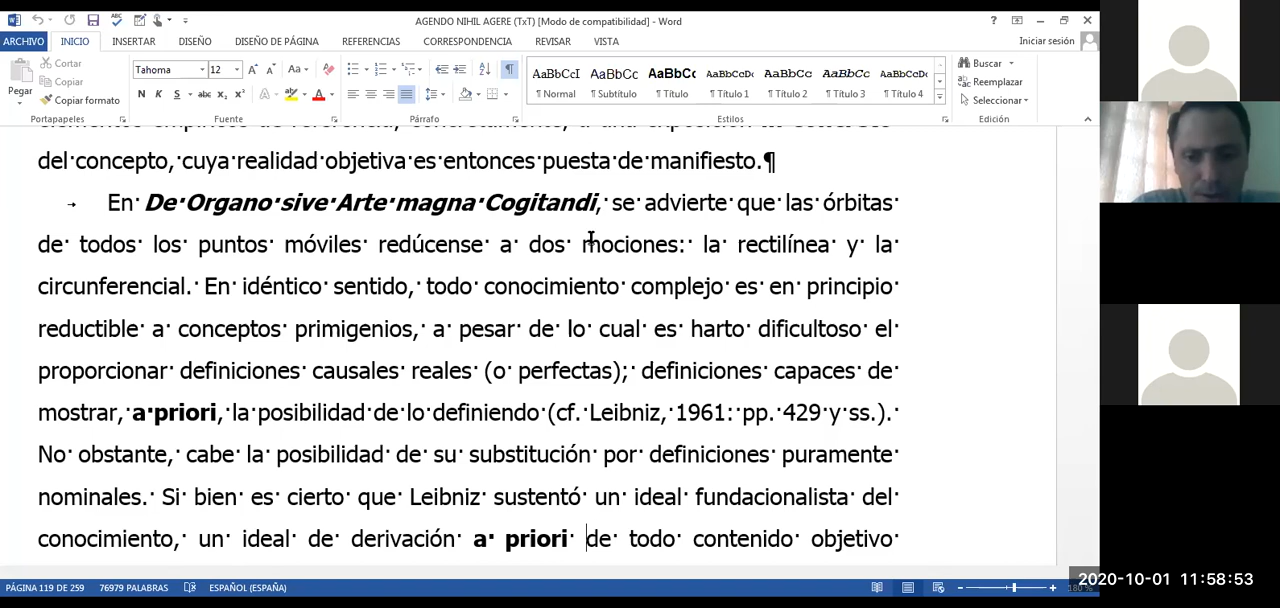 AGENDO NIHIL AGERE (TxT) [Modo de compatibilidad] - Word
ARCHIVO INICIO INSERTAR DISEÑO DISEÑO DE PÁGINA REFERENCIAS CORRESPONDENCIA REVISAR VISTA Iniciar sesión
Pegar
Cortar
Copiar
Copiar formato
Portapapeles
Tahoma 12
N K S abc x₂ x²
Fuente
Párrafo
AaBbCcI AaBbCc AaBbCc AaBbCcDc AaBbCc AaBbCc AaBbCcDc
¶ Normal ¶ Subtítulo ¶ Título ¶ Título 1 ¶ Título 2 ¶ Título 3 ¶ Título 4
Estilos
Buscar
Reemplazar
Seleccionar
Edición
del concepto, cuya realidad objetiva es entonces puesta de manifiesto.¶
En De Organo sive Arte magna Cogitandi, se advierte que las órbitas
de todos los puntos móviles redúcense a dos mociones: la rectilínea y la
circunferencial. En idéntico sentido, todo conocimiento complejo es en principio
reductible a conceptos primigenios, a pesar de lo cual es harto dificultoso el
proporcionar definiciones causales reales (o perfectas); definiciones capaces de
mostrar, a priori, la posibilidad de lo definiendo (cf. Leibniz, 1961: pp. 429 y ss.).
No obstante, cabe la posibilidad de su substitución por definiciones puramente
nominales. Si bien es cierto que Leibniz sustentó un ideal fundacionalista del
conocimiento, un ideal de derivación a priori de todo contenido objetivo
PÁGINA 119 DE 259 76979 PALABRAS ESPAÑOL (ESPAÑA) 180 %
2020-10-01 11:58:53